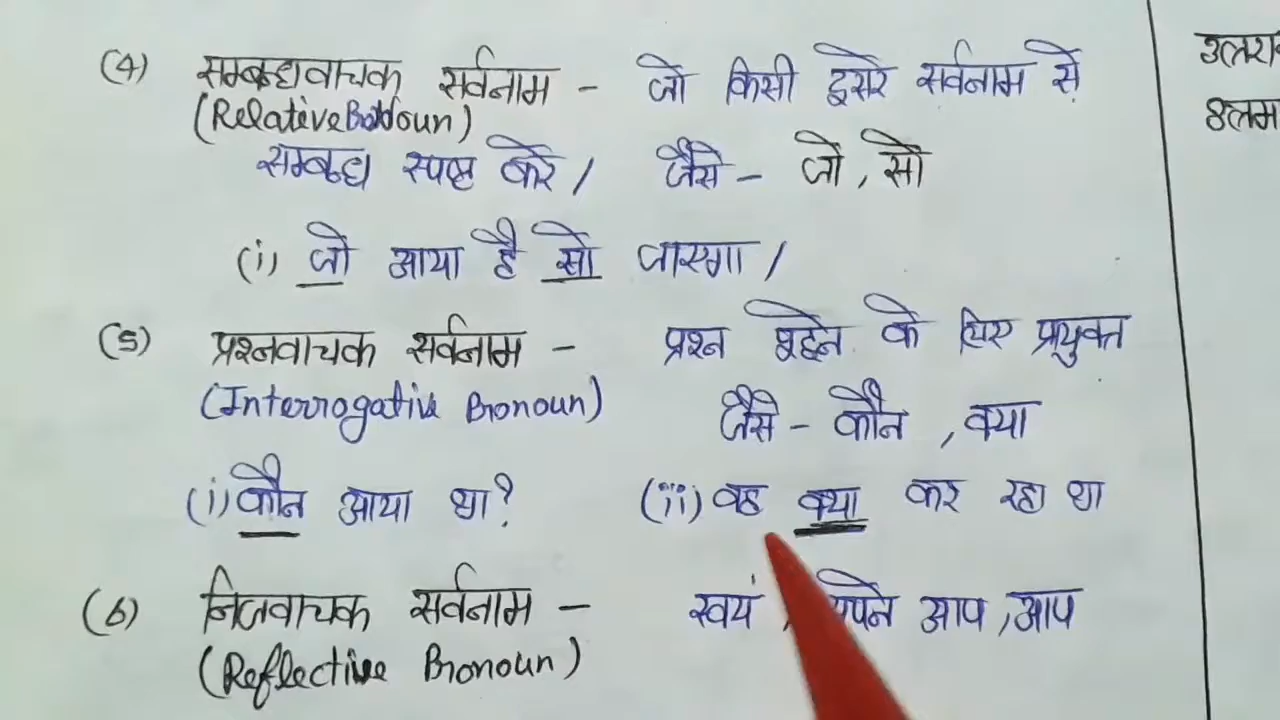 (4) सम्बन्धवाचक सर्वनाम - जो किसी दूसरे सर्वनाम से
(Relative Pronoun)
सम्बन्ध स्पष्ट करे। जैसे - जो, सो
(i) जो आया है सो जाएगा।
(5) प्रश्नवाचक सर्वनाम - प्रश्न पूछने के लिए प्रयुक्त
(Interrogative Pronoun) जैसे - कौन, क्या
(i) कौन आया था? (ii) वह क्या कर रहा था
(6) निजवाचक सर्वनाम - स्वयं, आप, आप
(Reflective Pronoun)